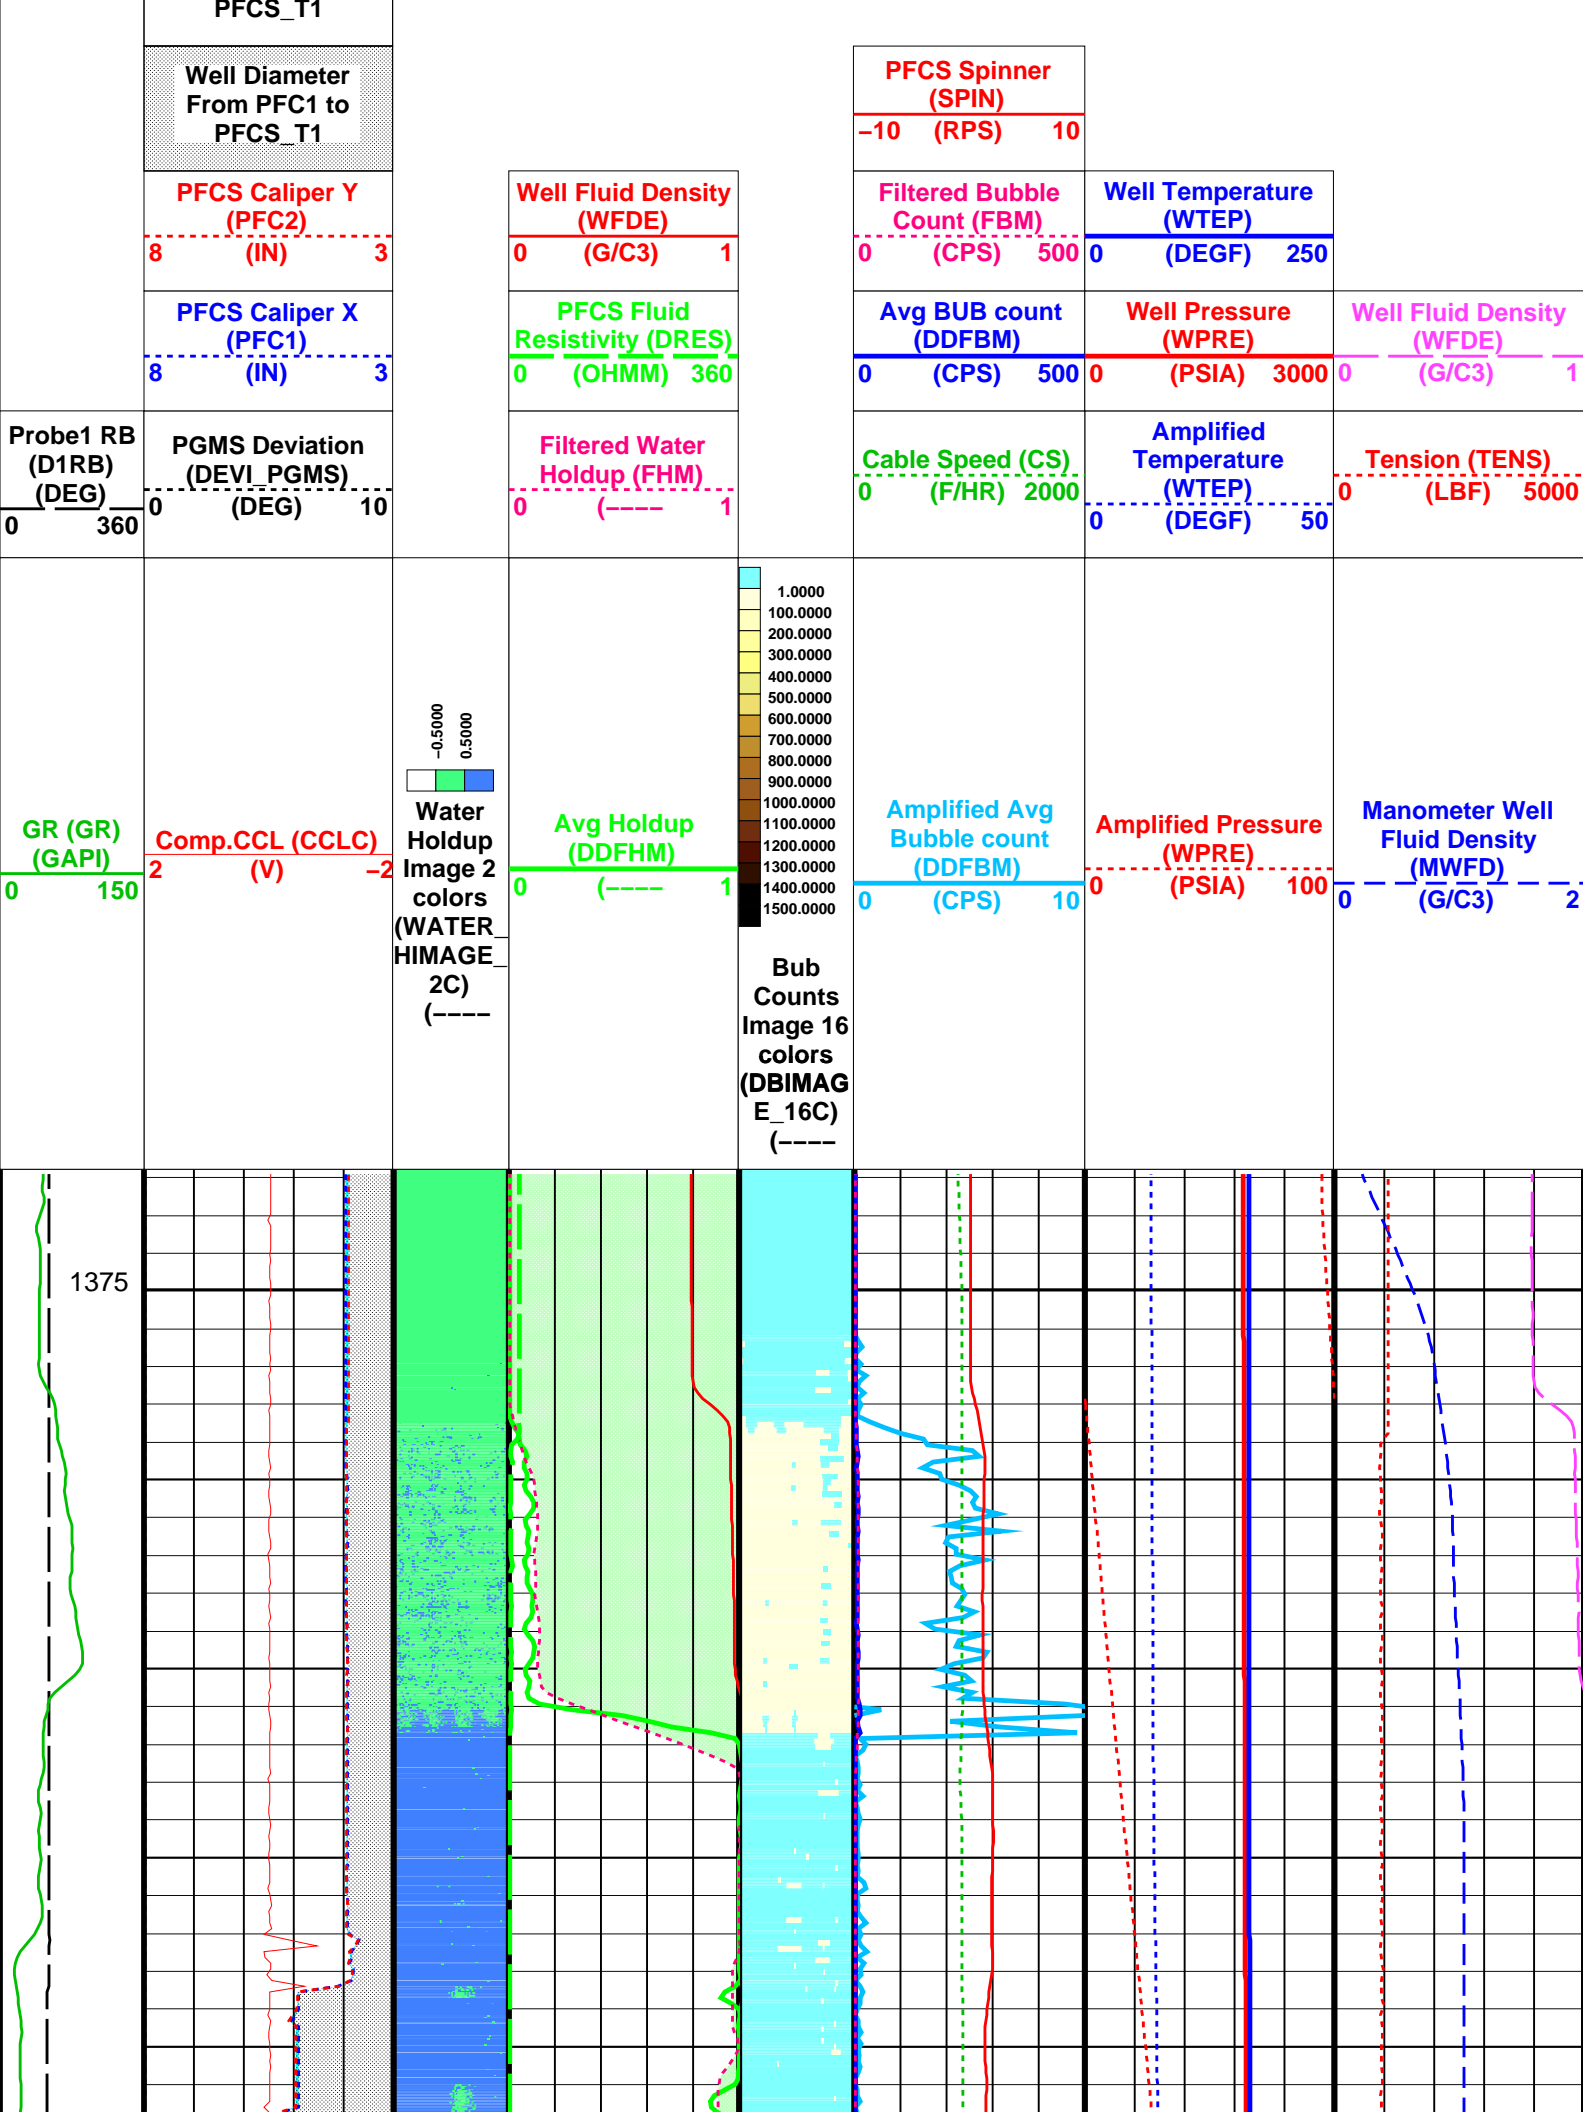 PFCS_T1
Well Diameter
From PFC1 to
PFCS_T1
PFCS Spinner
(SPIN)
−10 (RPS) 10
PFCS Caliper Y
(PFC2)
8 (IN) 3
Well Fluid Density
(WFDE)
0 (G/C3) 1
Filtered Bubble
Count (FBM)
0 (CPS) 500
Well Temperature
(WTEP)
0 (DEGF) 250
PFCS Caliper X
(PFC1)
8 (IN) 3
PFCS Fluid
Resistivity (DRES)
0 (OHMM) 360
Avg BUB count
(DDFBM)
0 (CPS) 500
Well Pressure
(WPRE)
0 (PSIA) 3000
Well Fluid Density
(WFDE)
0 (G/C3) 1
Probe1 RB
(D1RB)
(DEG)
0 360
PGMS Deviation
(DEVI_PGMS)
0 (DEG) 10
Filtered Water
Holdup (FHM)
0 (−−−− 1
Cable Speed (CS)
0 (F/HR) 2000
Amplified
Temperature
(WTEP)
0 (DEGF) 50
Tension (TENS)
0 (LBF) 5000
GR (GR)
(GAPI)
0 150
Comp.CCL (CCLC)
2 (V) −2
−0.5000
0.5000
Water
Holdup
Image 2
colors
(WATER_
HIMAGE_
2C)
(−−−−
Avg Holdup
(DDFHM)
0 (−−−− 1
1.0000
100.0000
200.0000
300.0000
400.0000
500.0000
600.0000
700.0000
800.0000
900.0000
1000.0000
1100.0000
1200.0000
1300.0000
1400.0000
1500.0000
Bub
Counts
Image 16
colors
(DBIMAG
E_16C)
(−−−−
Amplified Avg
Bubble count
(DDFBM)
0 (CPS) 10
Amplified Pressure
(WPRE)
0 (PSIA) 100
Manometer Well
Fluid Density
(MWFD)
0 (G/C3) 2
1375